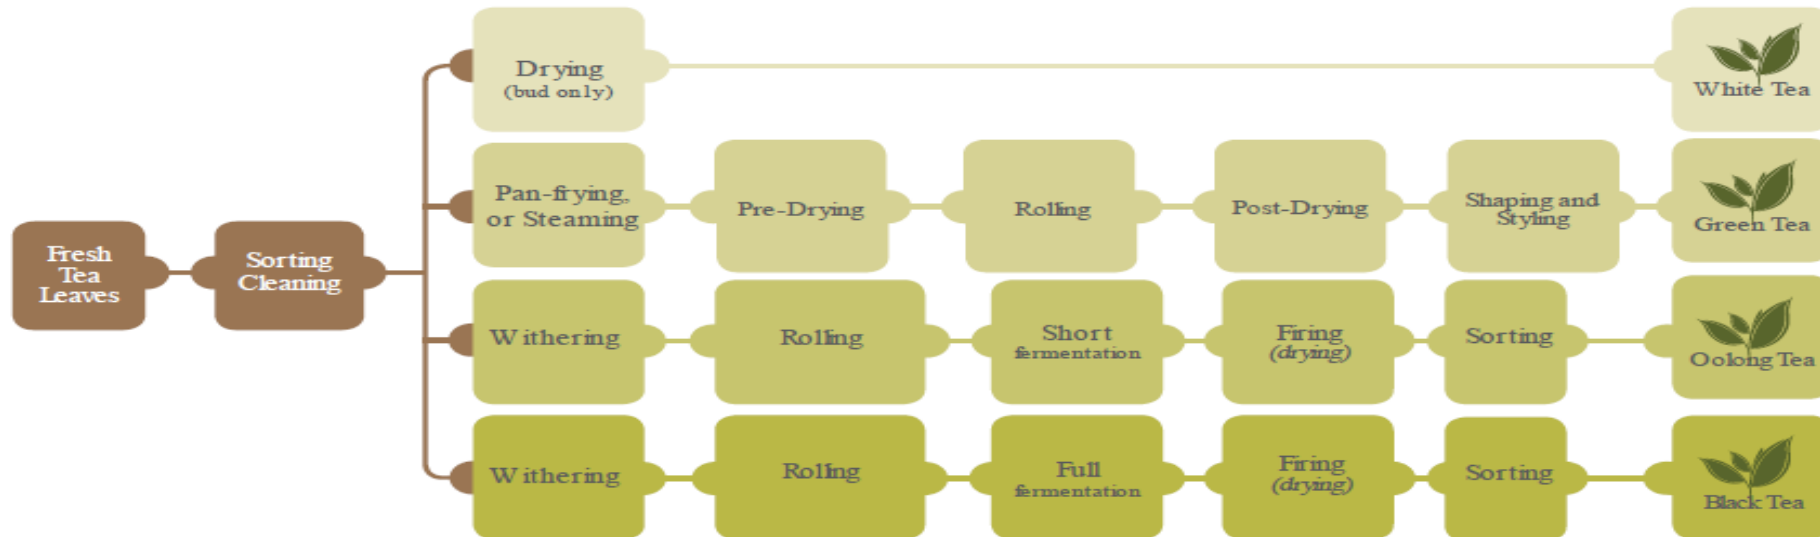 Fresh
Tea
Leaves
Sorting
Cleaning
Drying
(bud only)
White Tea
Pan-frying,
or Steaming
Pre-Drying
Rolling
Post-Drying
Shaping and
Styling
Green Tea
Withering
Rolling
Short
fermentation
Firing
(drying)
Sorting
Oolong Tea
Withering
Rolling
Full
fermentation
Firing
(drying)
Sorting
Black Tea